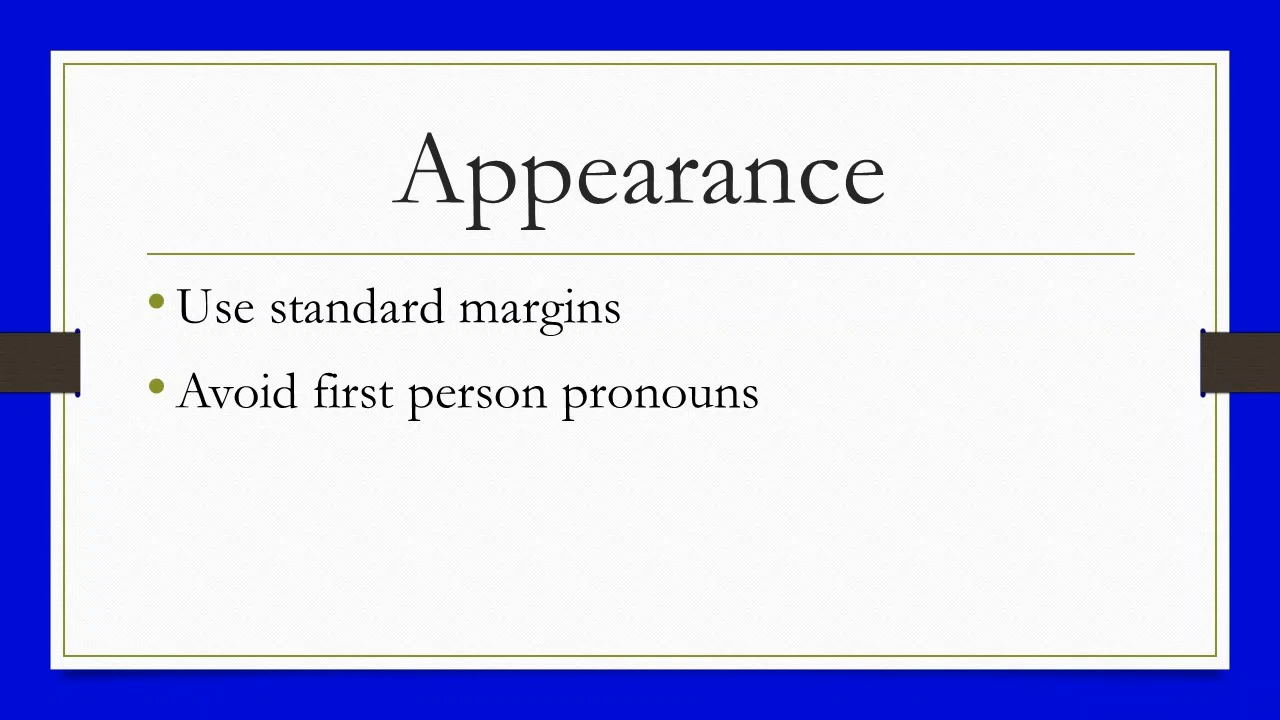 Appearance
• Use standard margins
• Avoid first person pronouns